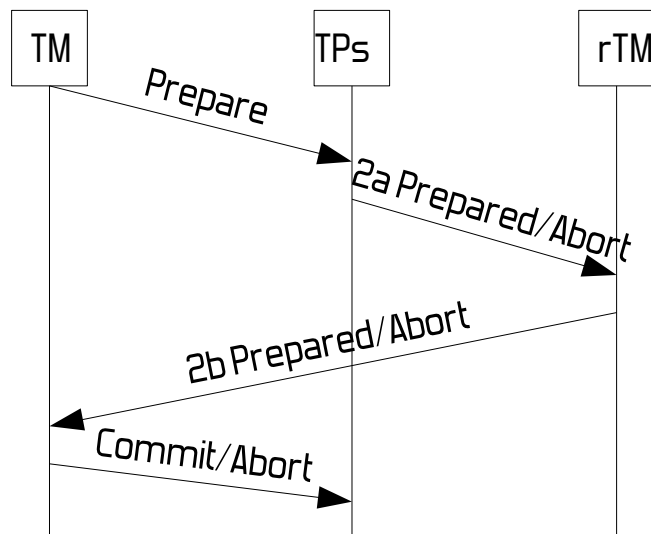 TM
TPs
rTM
Prepare
2a Prepared/Abort
2b Prepared/Abort
Commit/Abort